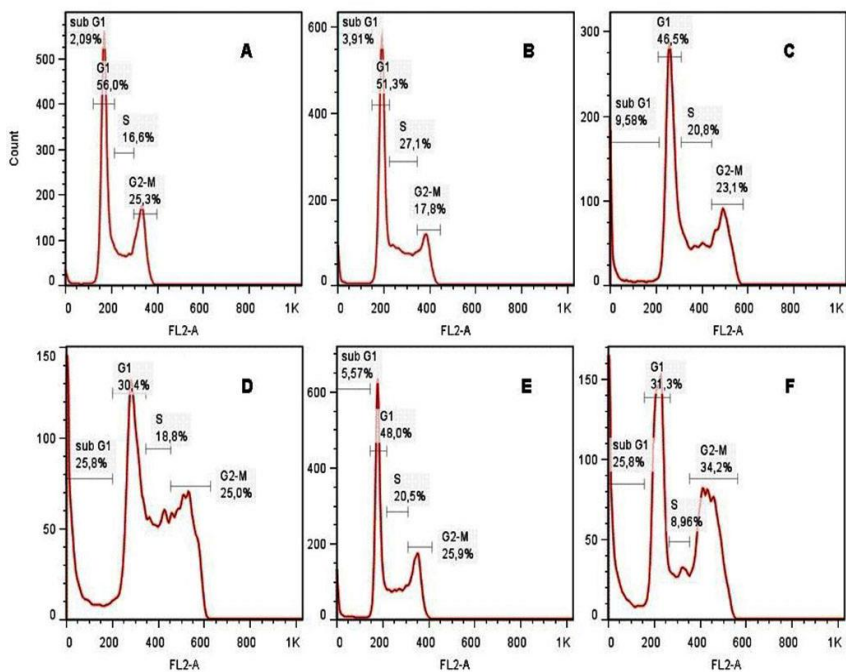 sub G1
2,09%
A
G1
56,0%
S
16,6%
G2-M
25,3%
Count
600
500
400
300
200
100
0
0 200 400 600 800 1K
FL2-A
sub G1
3,91%
B
G1
51,3%
S
27,1%
G2-M
17,8%
600
400
200
0
0 200 400 600 800 1K
FL2-A
G1
46,5%
C
sub G1
9,58%
S
20,8%
G2-M
23,1%
300
200
100
0
0 200 400 600 800 1K
FL2-A
G1
30,4%
D
S
18,8%
sub G1
25,8%
G2-M
25,0%
150
100
50
0
0 200 400 600 800 1K
FL2-A
sub G1
5,57%
E
G1
48,0%
S
20,5%
G2-M
25,9%
600
400
200
0
0 200 400 600 800 1K
FL2-A
G1
31,3%
F
sub G1
25,8%
G2-M
34,2%
S
8,96%
150
100
50
0
0 200 400 600 800 1K
FL2-A